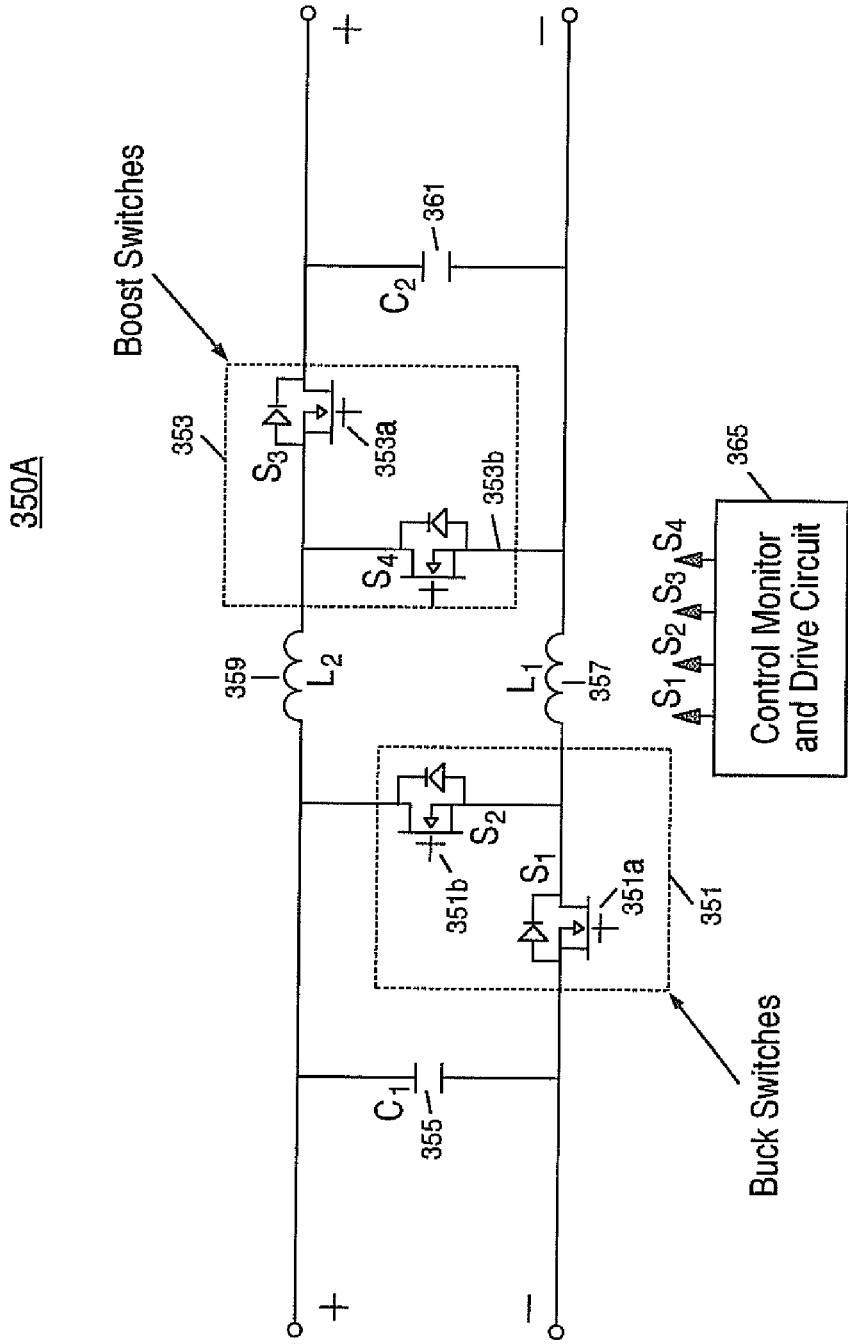 350A
Boost Switches
353
S3
353a
S4
353b
+
−
C2
361
359
L2
L1
357
S2
351b
S1
351a
351
Buck Switches
C1
355
+
−
S1 S2 S3 S4
365
Control Monitor
and Drive Circuit